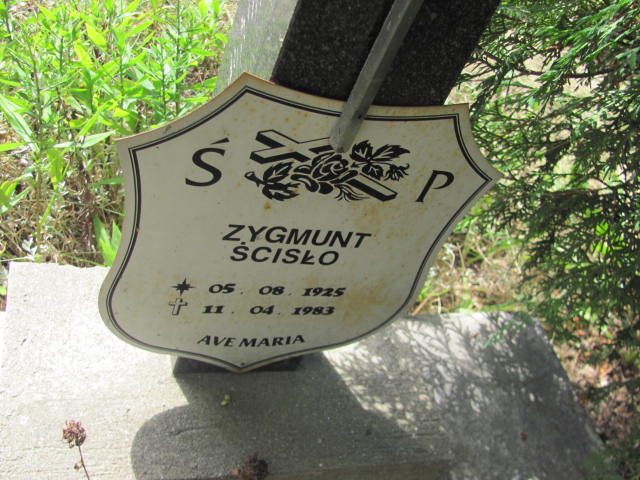 Ś P
ZYGMUNT
ŚCISŁO
05 . 08 . 1925
11 . 04 . 1983
AVE MARIA